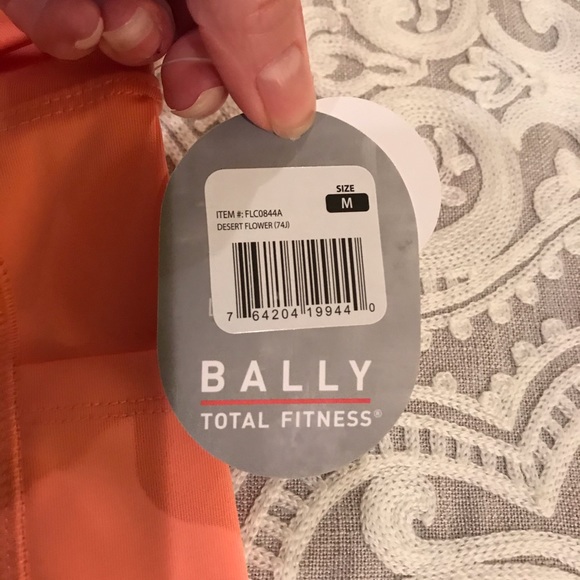 SIZE
M
ITEM #: FLC0844A
DESERT FLOWER (74J)
7 64204 19944 0
BALLY
TOTAL FITNESS®